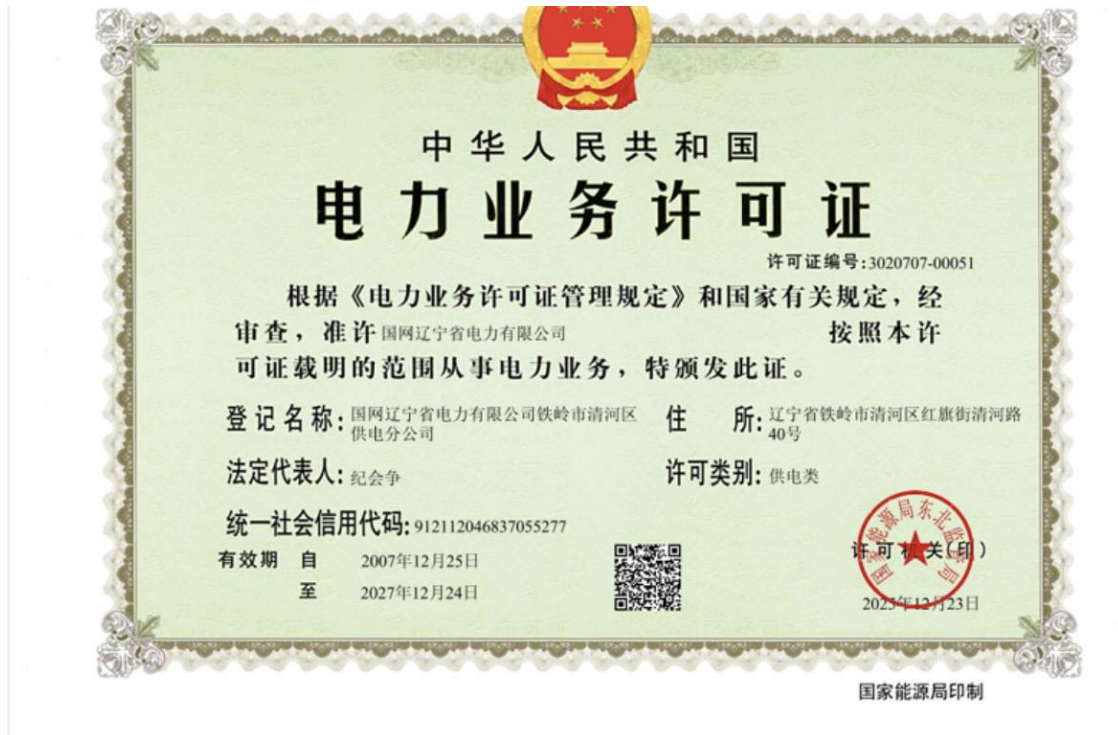 中华人民共和国
电力业务许可证
许可证编号:3020707-00051
根据《电力业务许可证管理规定》和国家有关规定，经
审查，准许国网辽宁省电力有限公司 按照本许
可证载明的范围从事电力业务，特颁发此证。
登记名称: 国网辽宁省电力有限公司铁岭市清河区 住 所: 辽宁省铁岭市清河区红旗街清河路
供电分公司 40号
法定代表人: 纪会争 许可类别: 供电类
统一社会信用代码: 912112046837055277
国家能源局东北监管局
有效期 自 2007年12月25日 许可机关(印)
至 2027年12月24日 2025年12月23日
国家能源局印制